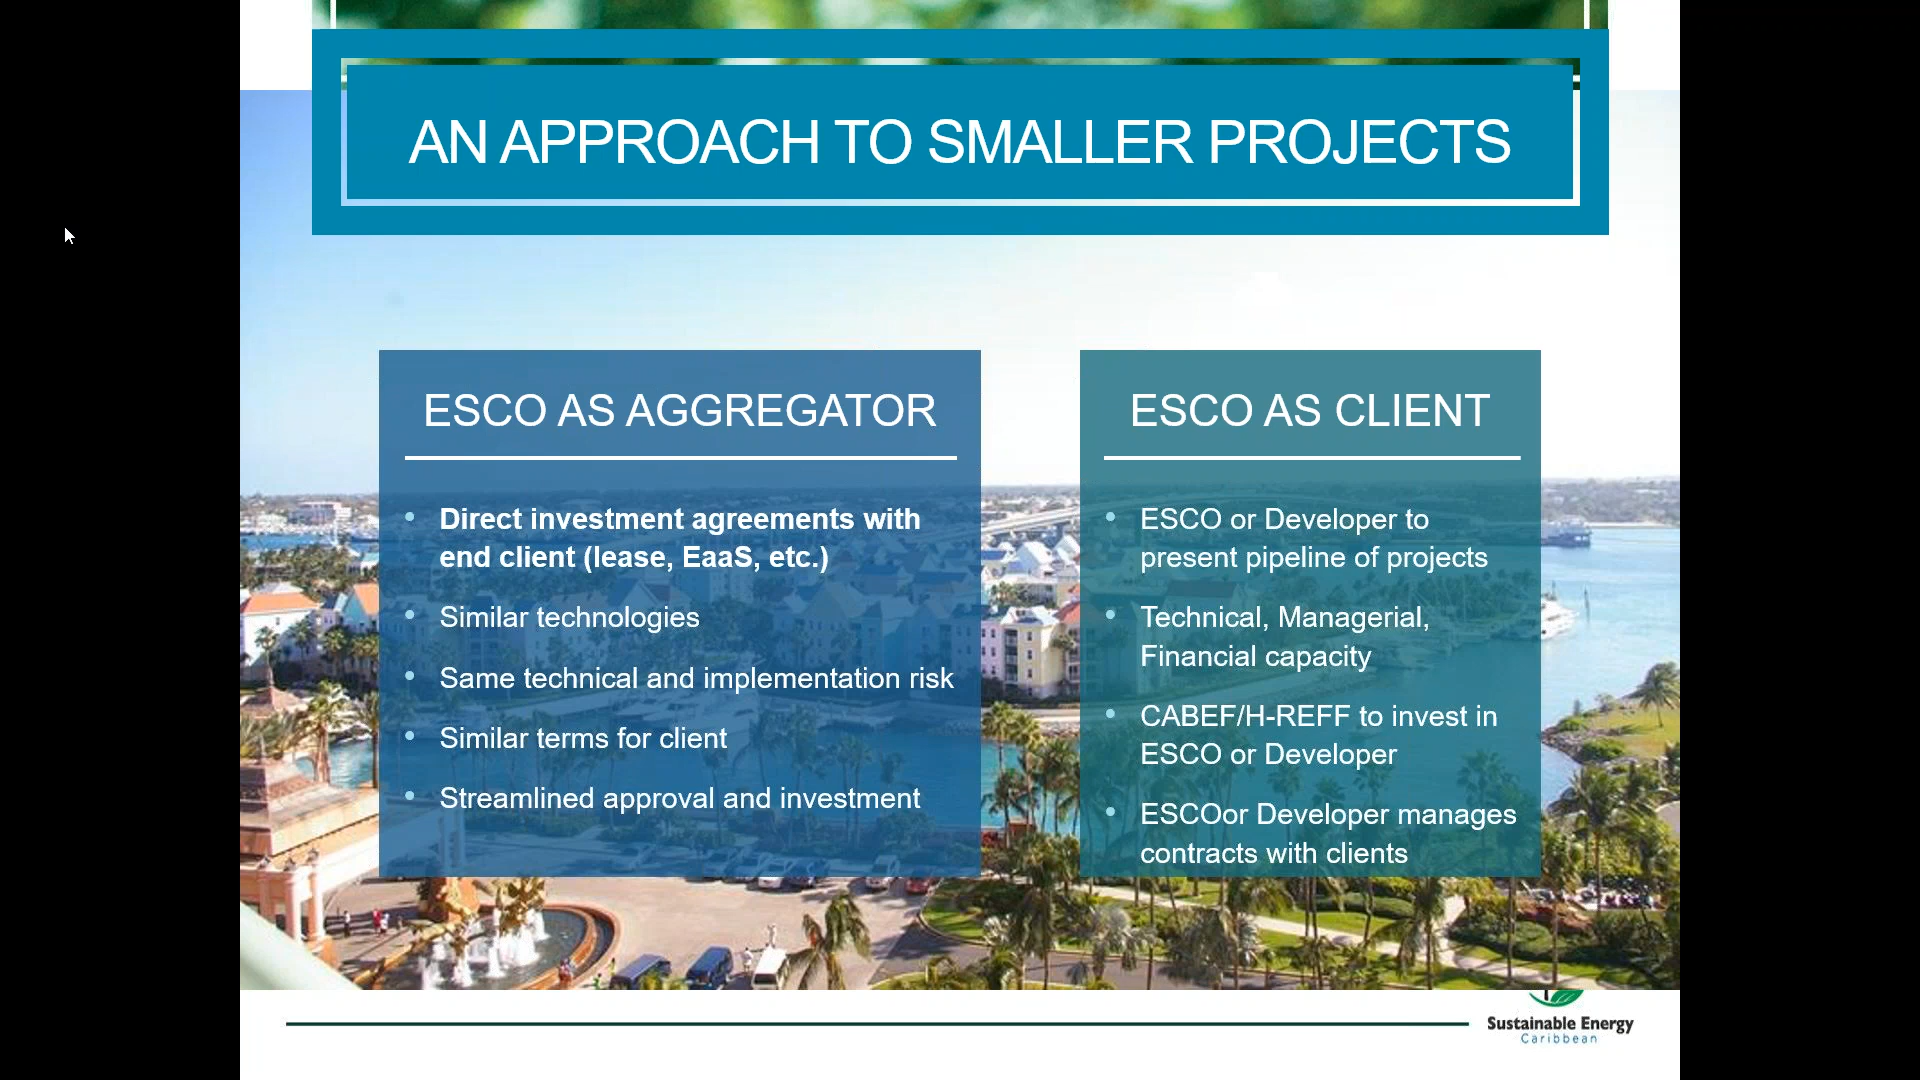 AN APPROACH TO SMALLER PROJECTS
ESCO AS AGGREGATOR
Direct investment agreements with
end client (lease, EaaS, etc.)
Similar technologies
Same technical and implementation risk
Similar terms for client
Streamlined approval and investment
ESCO AS CLIENT
ESCO or Developer to
present pipeline of projects
Technical, Managerial,
Financial capacity
CABEF/H-REFF to invest in
ESCO or Developer
ESCOor Developer manages
contracts with clients
Sustainable Energy
Caribbean